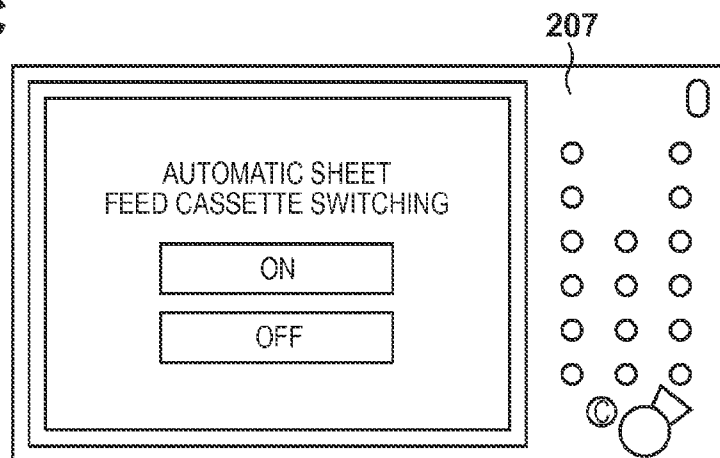 C
207
AUTOMATIC SHEET
FEED CASSETTE SWITCHING
ON
OFF
C